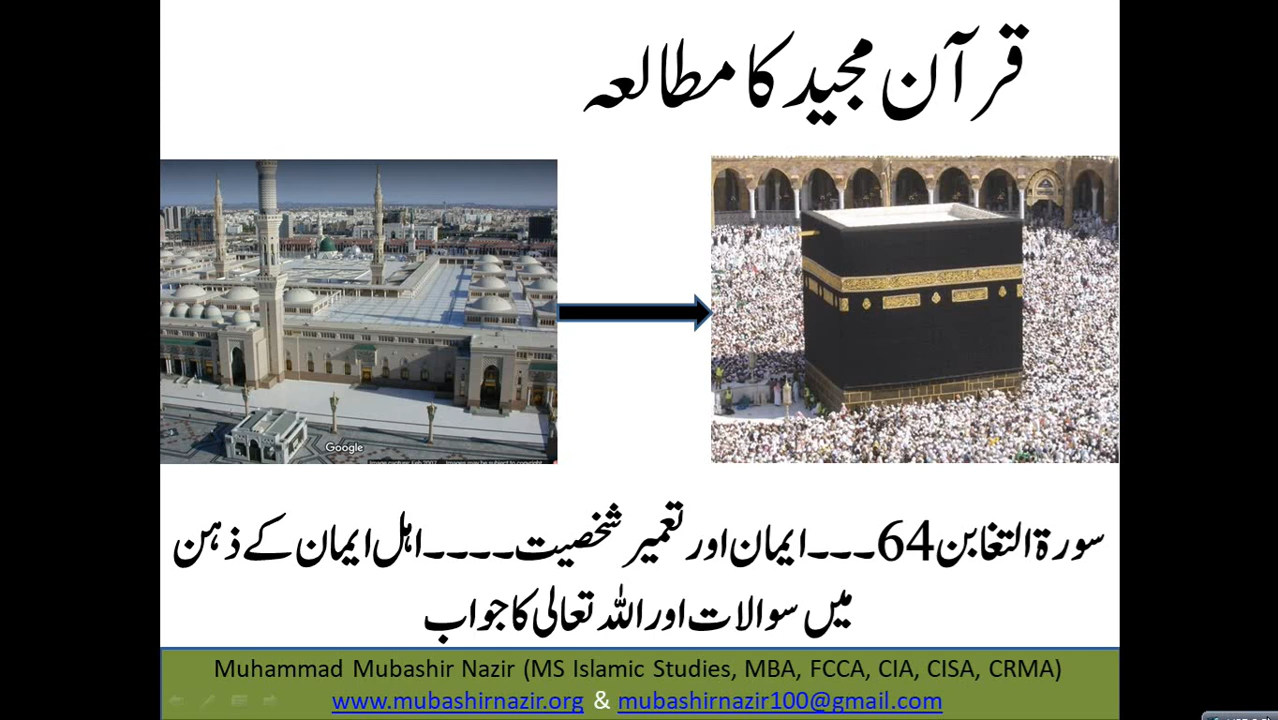 قرآن مجید کا مطالعہ
Google
سورۃ التغابن 64۔۔۔ایمان اور تعمیر شخصیت۔۔۔۔اہل ایمان کے ذہن
میں سوالات اور اللہ تعالی کا جواب
Muhammad Mubashir Nazir (MS Islamic Studies, MBA, FCCA, CIA, CISA, CRMA)
www.mubashirnazir.org & mubashirnazir100@gmail.com